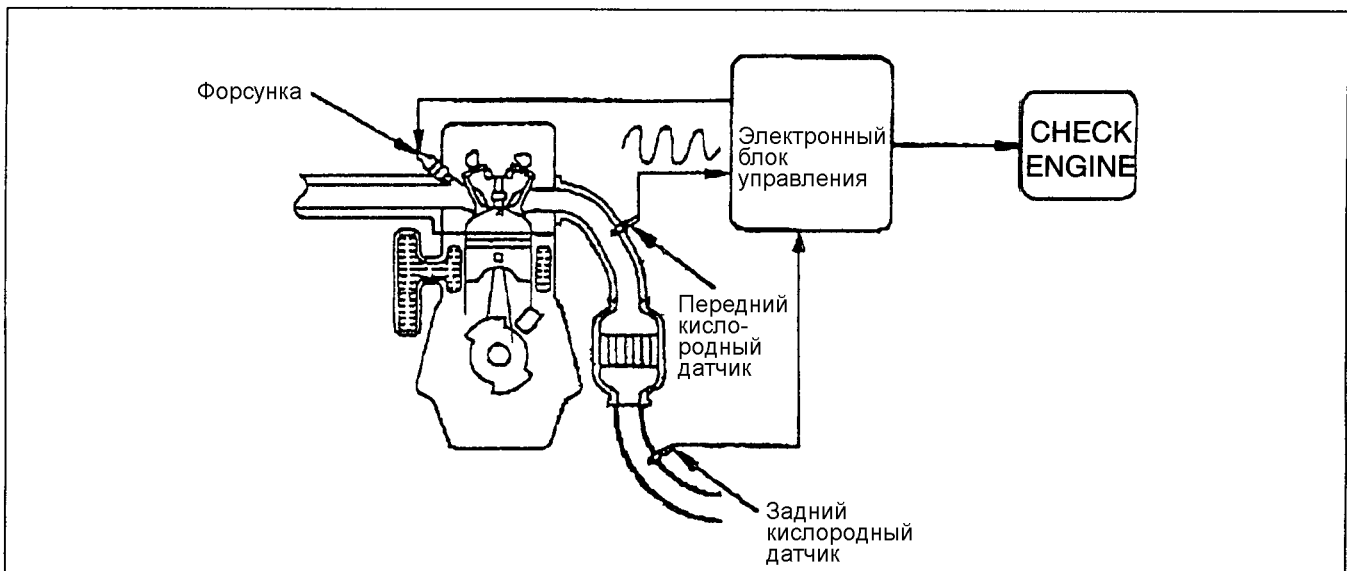 Форсунка
Электронный
блок
управления
CHECK
ENGINE
Передний
кисло-
родный
датчик
Задний
кислородный
датчик